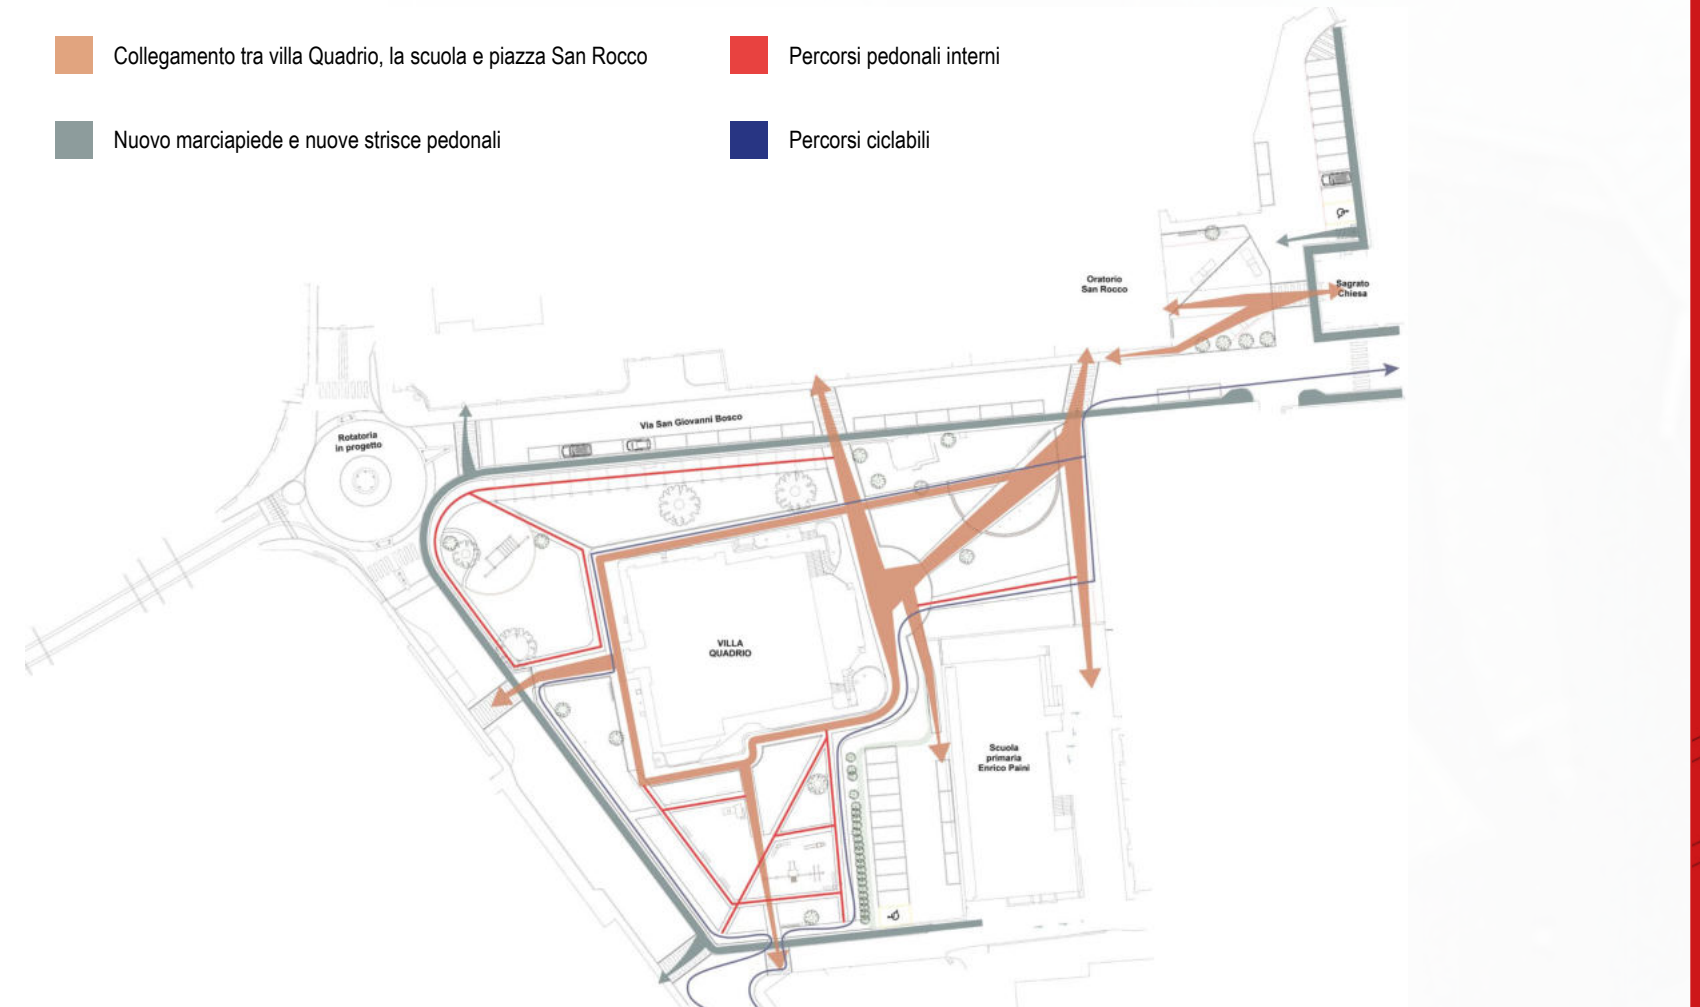 Collegamento tra villa Quadrio, la scuola e piazza San Rocco
Percorsi pedonali interni
Nuovo marciapiede e nuove strisce pedonali
Percorsi ciclabili
Oratorio
San Rocco
Sagrato
Chiesa
Via San Giovanni Bosco
Rotatoria
in progetto
VILLA
QUADRIO
Scuola
primaria
Enrico Paini